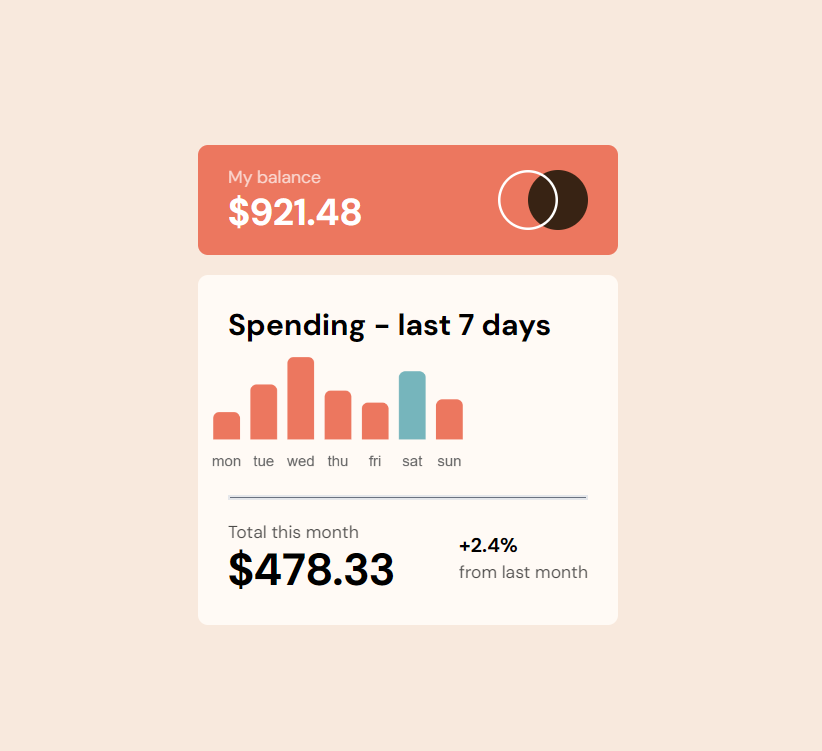 My balance
$921.48
Spending - last 7 days
mon tue wed thu fri sat sun
Total this month
$478.33
+2.4%
from last month